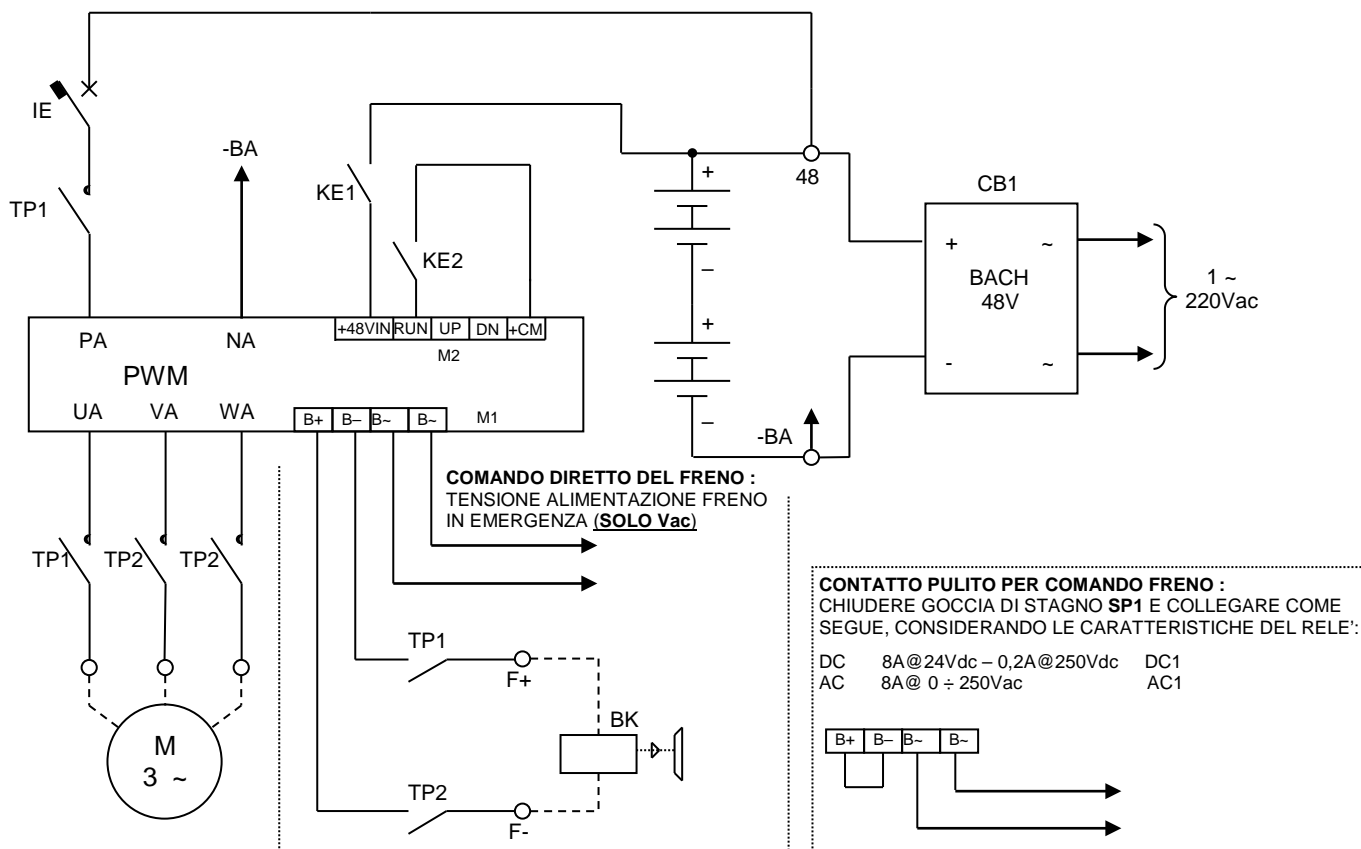 IE
TP1
-BA
KE1
KE2
+
–
+
–
48
-BA
CB1
+ ~
BACH
48V
- ~
1 ~
220Vac
+48VIN RUN UP DN +CM
M2
PA NA
PWM
UA VA WA
B+ B– B~ B~ M1
TP1 TP2 TP2
M
3 ~
COMANDO DIRETTO DEL FRENO :
TENSIONE ALIMENTAZIONE FRENO
IN EMERGENZA (SOLO Vac)
TP1
F+
BK
TP2
F-
CONTATTO PULITO PER COMANDO FRENO :
CHIUDERE GOCCIA DI STAGNO SP1 E COLLEGARE COME
SEGUE, CONSIDERANDO LE CARATTERISTICHE DEL RELE’:
DC 8A@24Vdc – 0,2A@250Vdc DC1
AC 8A@ 0 ÷ 250Vac AC1
B+ B– B~ B~